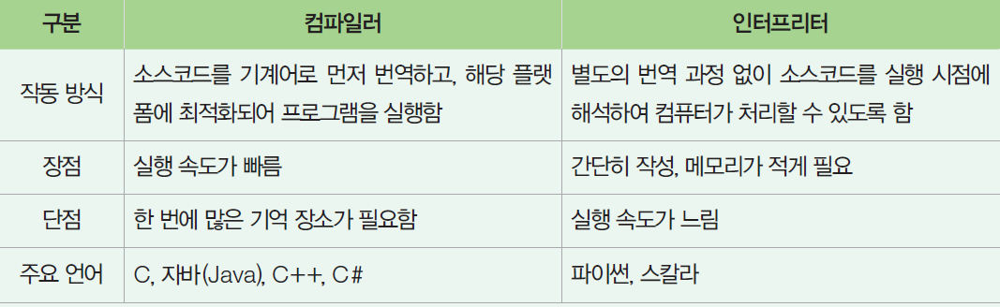 구분 컴파일러 인터프리터
작동 방식
소스코드를 기계어로 먼저 번역하고, 해당 플랫
폼에 최적화되어 프로그램을 실행함
별도의 번역 과정 없이 소스코드를 실행 시점에
해석하여 컴퓨터가 처리할 수 있도록 함
장점 실행 속도가 빠름 간단히 작성, 메모리가 적게 필요
단점 한 번에 많은 기억 장소가 필요함 실행 속도가 느림
주요 언어 C, 자바(Java), C++, C# 파이썬, 스칼라